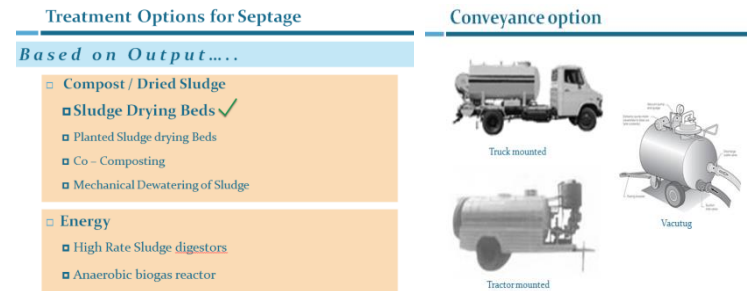 Treatment Options for Septage
Based on Output.....
Compost / Dried Sludge
Sludge Drying Beds
Planted Sludge drying Beds
Co – Composting
Mechanical Dewatering of Sludge
Energy
High Rate Sludge digestors
Anaerobic biogas reactor
Conveyance option
Truck mounted
Vacutug
Tractor mounted